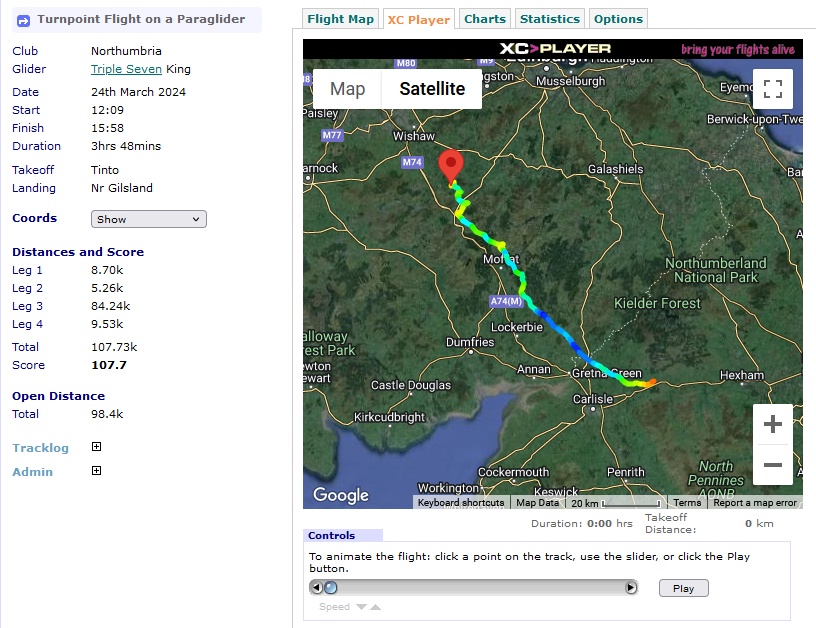 Turnpoint Flight on a Paraglider
Club Northumbria
Glider Triple Seven King
Date 24th March 2024
Start 12:09
Finish 15:58
Duration 3hrs 48mins
Takeoff Tinto
Landing Nr Gilsland
Coords Show
Distances and Score
Leg 1 8.70k
Leg 2 5.26k
Leg 3 84.24k
Leg 4 9.53k
Total 107.73k
Score 107.7
Open Distance
Total 98.4k
Tracklog
Admin
Flight Map XC Player Charts Statistics Options
XC>PLAYER bring your flights alive
Map Satellite
M80
M9
Musselburgh
Paisley
Eyemo
M77
Berwick-upon-Twe
Wishaw
M74
arnock
Galashiels
Moffat
Northumberland
National Park
A74(M)
Kielder Forest
Lockerbie
alloway
rest Park
Dumfries
ewton
ewart
Annan
Gretna Green
Hexham
Castle Douglas
Carlisle
Kirkcudbright
Cockermouth
Penrith
North
Pennines
AONB
Workington
Keswick
Google
Keyboard shortcuts Map Data 20 km Terms Report a map error
Duration: 0:00 hrs Takeoff Distance: 0 km
Controls
To animate the flight: click a point on the track, use the slider, or click the Play
button.
Play
Speed